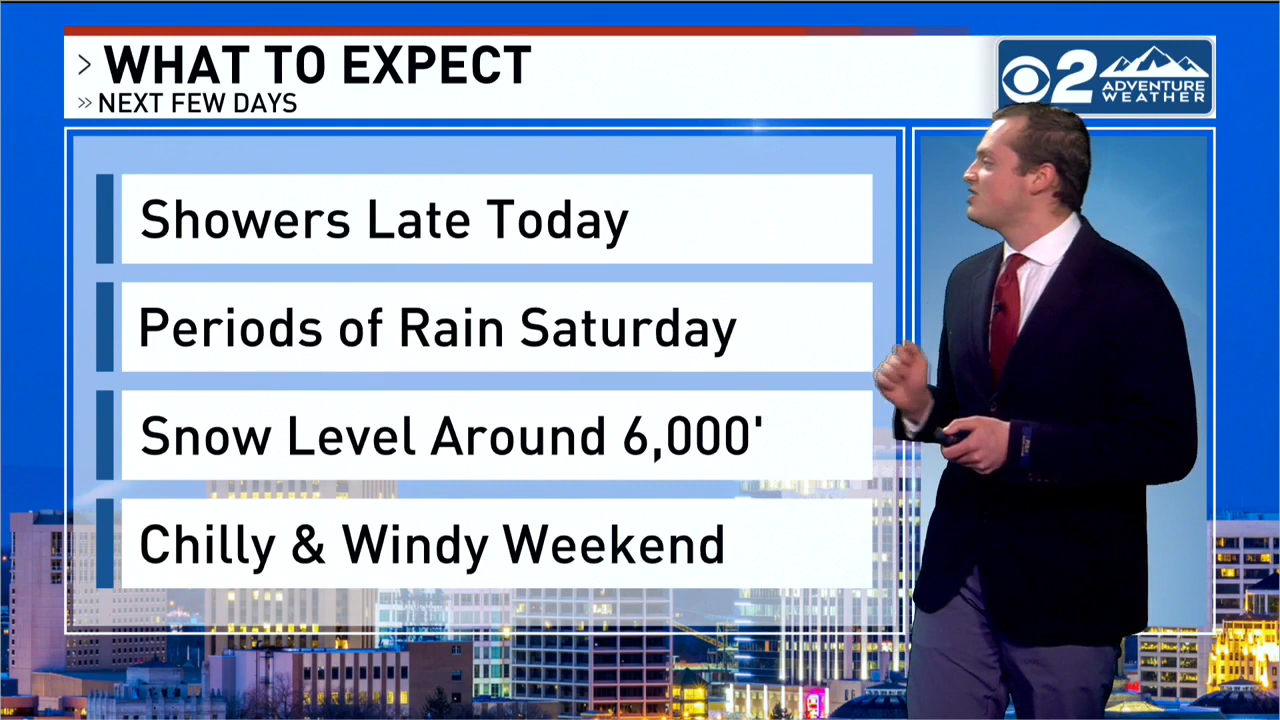 > WHAT TO EXPECT
» NEXT FEW DAYS
2 ADVENTURE
WEATHER
Showers Late Today
Periods of Rain Saturday
Snow Level Around 6,000'
Chilly & Windy Weekend